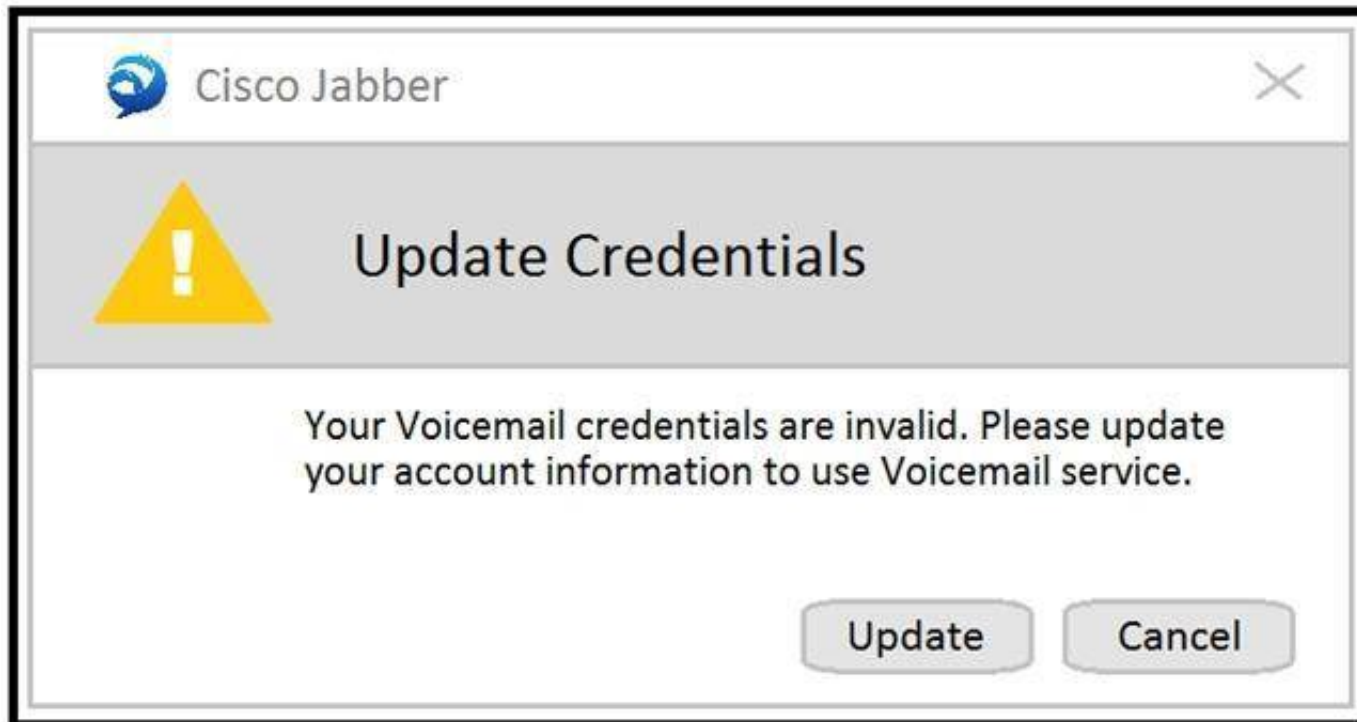 Cisco Jabber
!
Update Credentials
Your Voicemail credentials are invalid. Please update
your account information to use Voicemail service.
Update Cancel